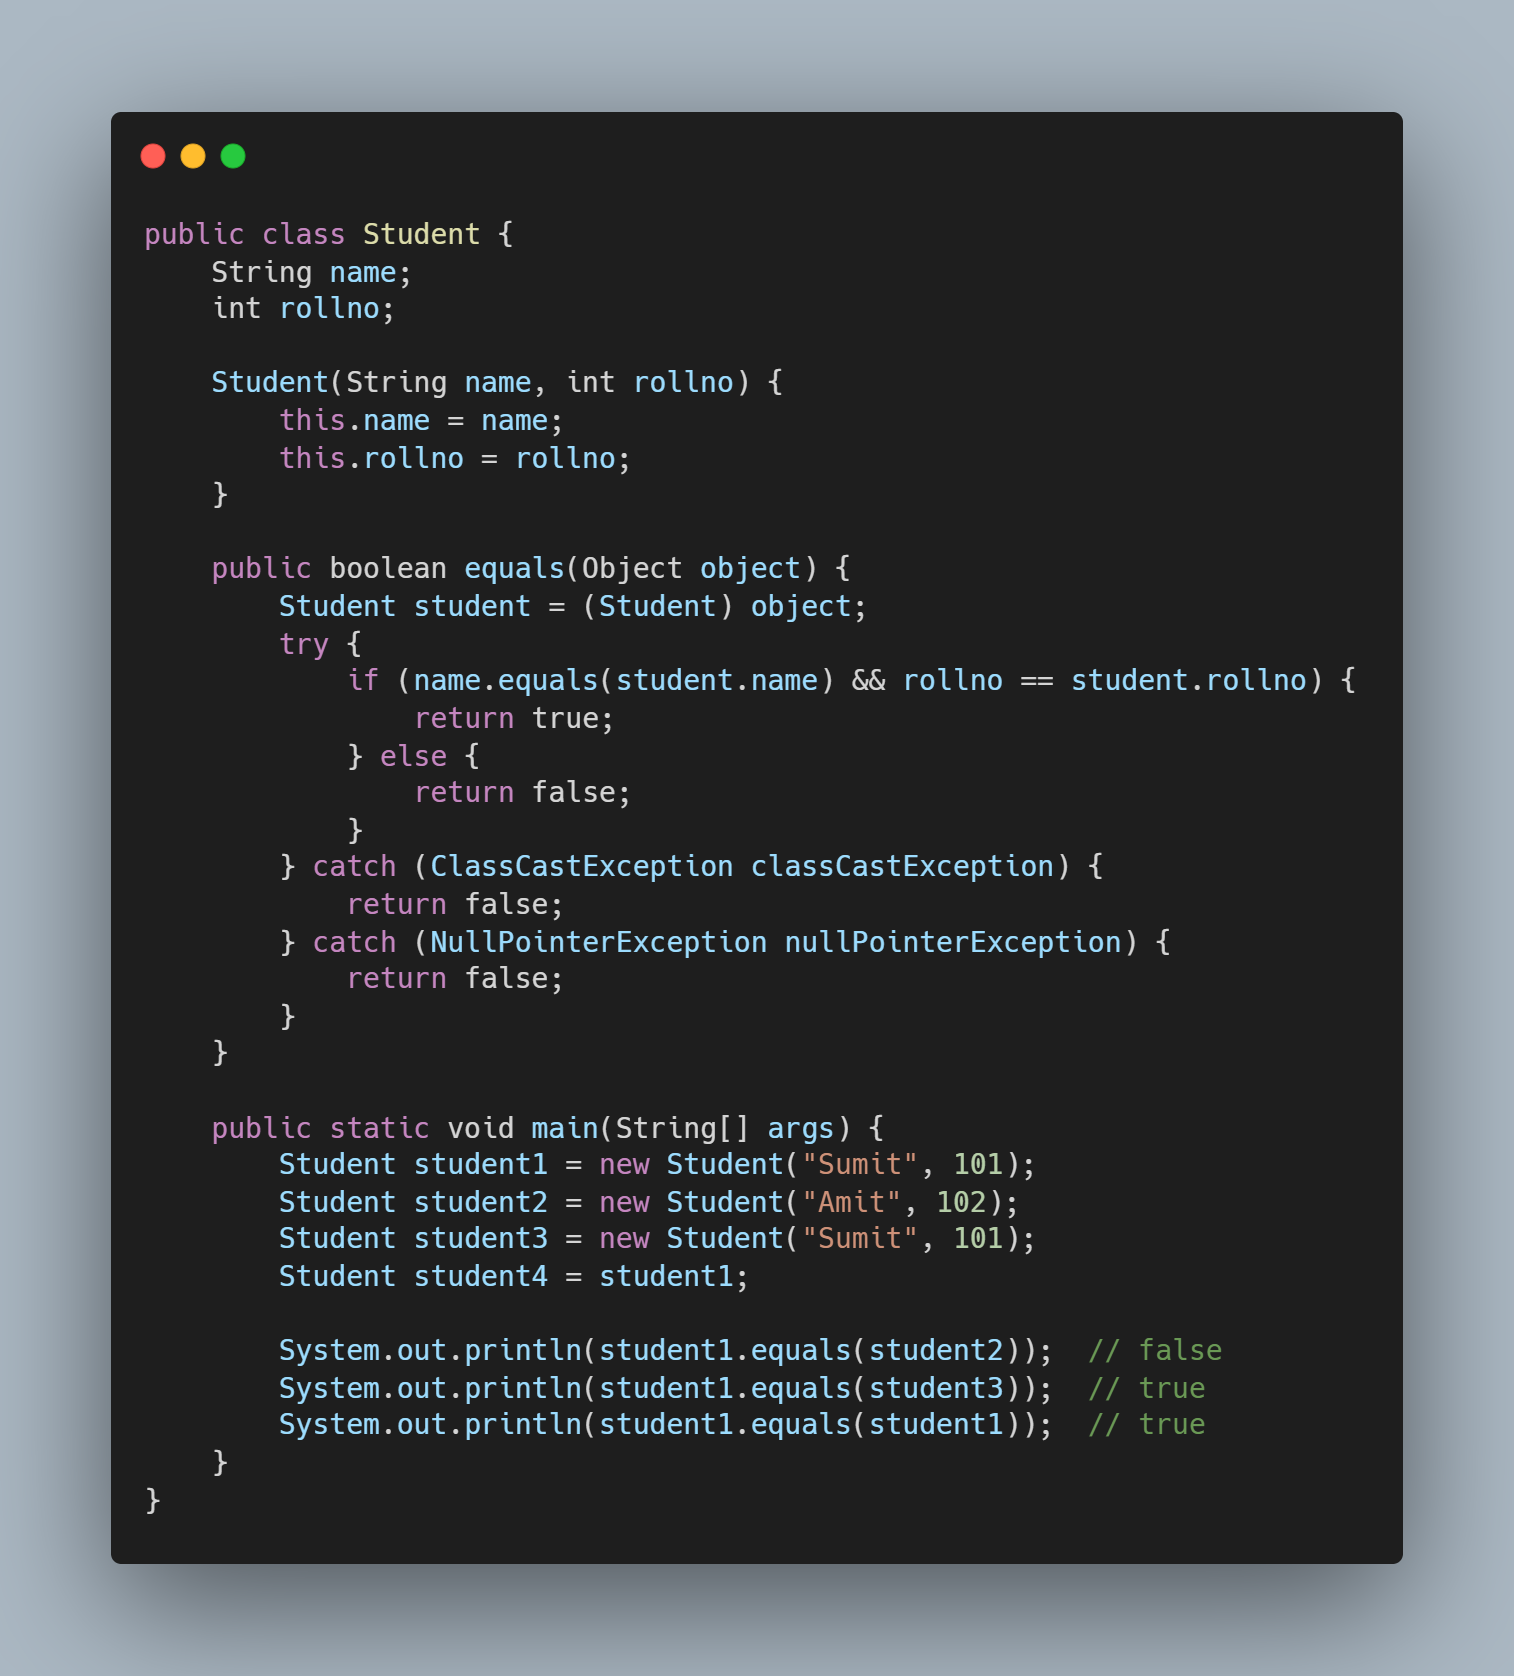 public class Student {
    String name;
    int rollno;

    Student(String name, int rollno) {
        this.name = name;
        this.rollno = rollno;
    }

    public boolean equals(Object object) {
        Student student = (Student) object;
        try {
            if (name.equals(student.name) && rollno == student.rollno) {
                return true;
            } else {
                return false;
            }
        } catch (ClassCastException classCastException) {
            return false;
        } catch (NullPointerException nullPointerException) {
            return false;
        }
    }

    public static void main(String[] args) {
        Student student1 = new Student("Sumit", 101);
        Student student2 = new Student("Amit", 102);
        Student student3 = new Student("Sumit", 101);
        Student student4 = student1;

        System.out.println(student1.equals(student2));  // false
        System.out.println(student1.equals(student3));  // true
        System.out.println(student1.equals(student1));  // true
    }
}